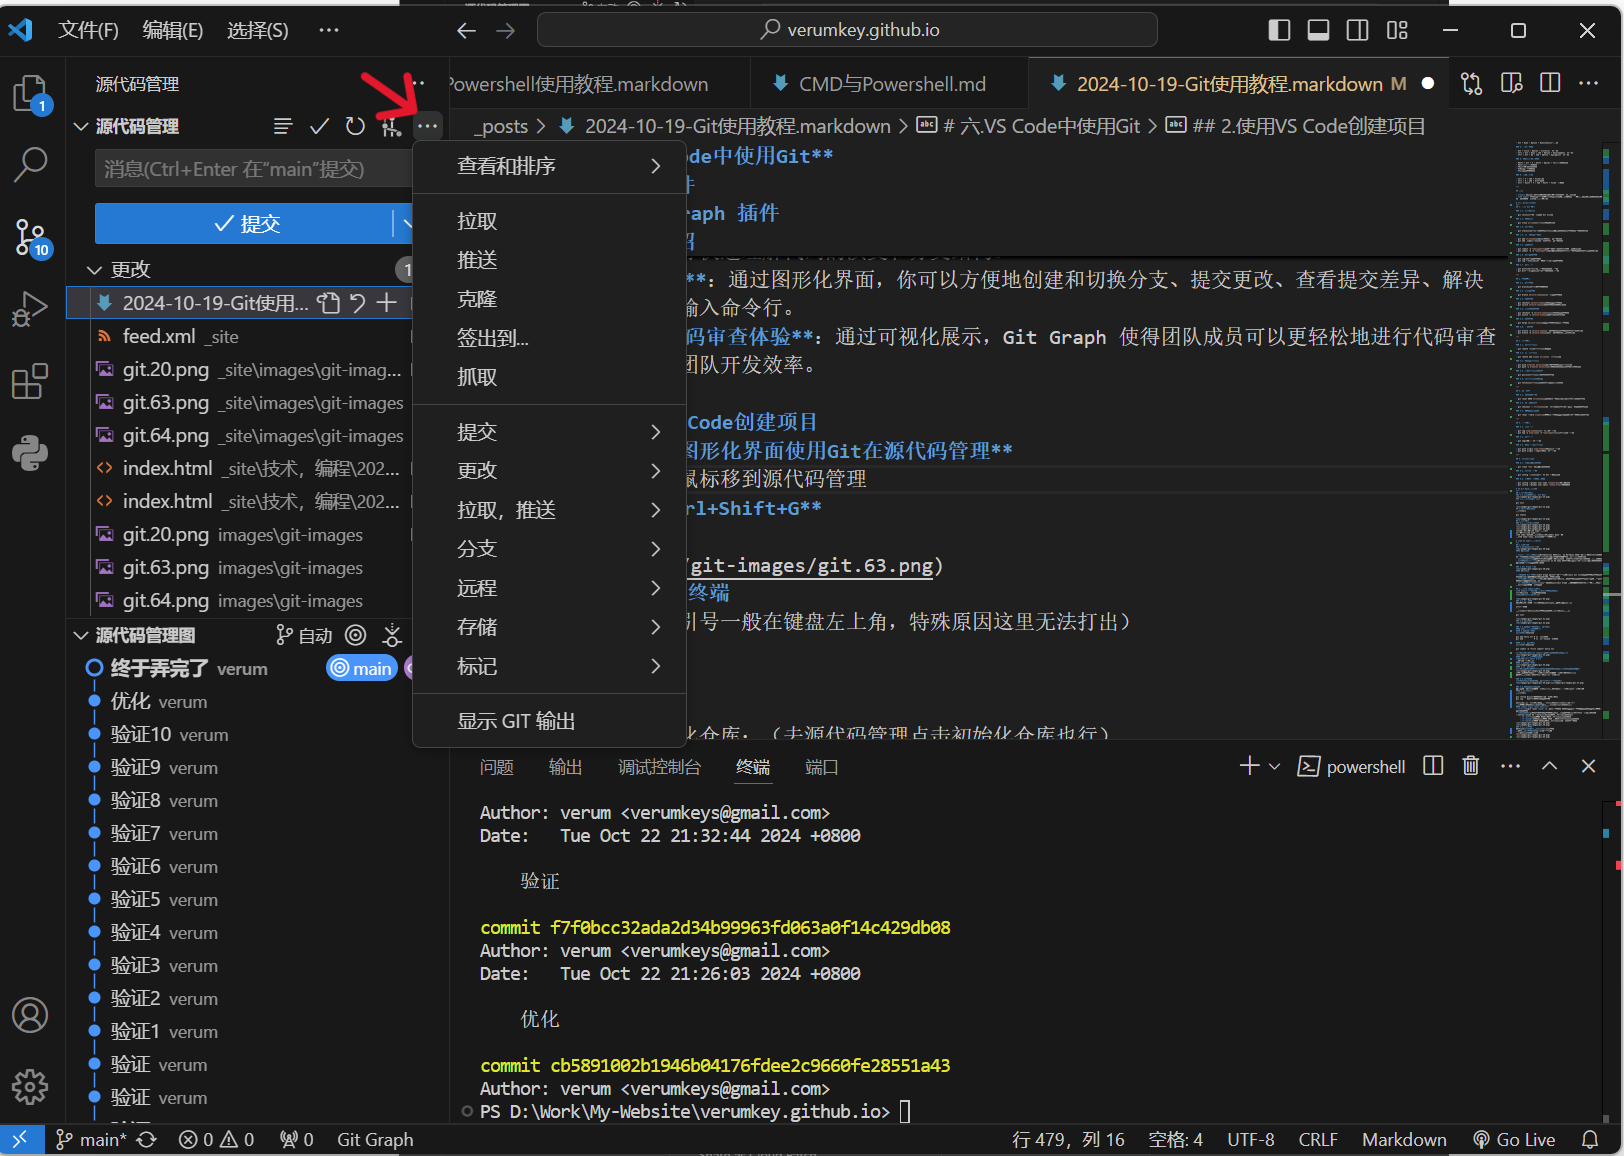 文件(F) 编辑(E) 选择(S) ··· verumkey.github.io
源代码管理 ···
Powershell使用教程.markdown CMD与Powershell.md 2024-10-19-Git使用教程.markdown M
源代码管理
_posts > 2024-10-19-Git使用教程.markdown > # 六.VS Code中使用Git > ## 2.使用VS Code创建项目
消息(Ctrl+Enter 在“main”提交)
提交
更改
1
2024-10-19-Git使用...
feed.xml _site
git.20.png _site\images\git-imag...
git.63.png _site\images\git-images
git.64.png _site\images\git-images
index.html _site\技术，编程\202...
index.html _site\技术，编程\202...
git.20.png images\git-images
git.63.png images\git-images
git.64.png images\git-images
源代码管理图 自动
终于弄完了 verum main
优化 verum
验证10 verum
验证9 verum
验证8 verum
验证7 verum
验证6 verum
验证5 verum
验证4 verum
验证3 verum
验证2 verum
验证1 verum
验证 verum
验证 verum
查看和排序
拉取
推送
克隆
签出到...
抓取
提交
更改
拉取，推送
分支
远程
存储
标记
显示 GIT 输出
de中使用Git**
件
raph 插件
绍
**：通过图形化界面，你可以方便地创建和切换分支、提交更改、查看提交差异、解决
输入命令行。
码审查体验**：通过可视化展示，Git Graph 使得团队成员可以更轻松地进行代码审查
团队开发效率。
Code创建项目
图形化界面使用Git在源代码管理**
鼠标移到源代码管理
rl+Shift+G**
/git-images/git.63.png)
终端
引号一般在键盘左上角，特殊原因这里无法打出）
化仓库：（去源代码管理点击初始化仓库也行）
问题 输出 调试控制台 终端 端口 powershell
Author: verum <verumkeys@gmail.com>
Date: Tue Oct 22 21:32:44 2024 +0800
验证
commit f7f0bcc32ada2d34b99963fd063a0f14c429db08
Author: verum <verumkeys@gmail.com>
Date: Tue Oct 22 21:26:03 2024 +0800
优化
commit cb5891002b1946b04176fdee2c9660fe28551a43
Author: verum <verumkeys@gmail.com>
PS D:\Work\My-Website\verumkey.github.io>
1
10
main* 0 0 0 Git Graph 行 479，列 16 空格: 4 UTF-8 CRLF Markdown Go Live